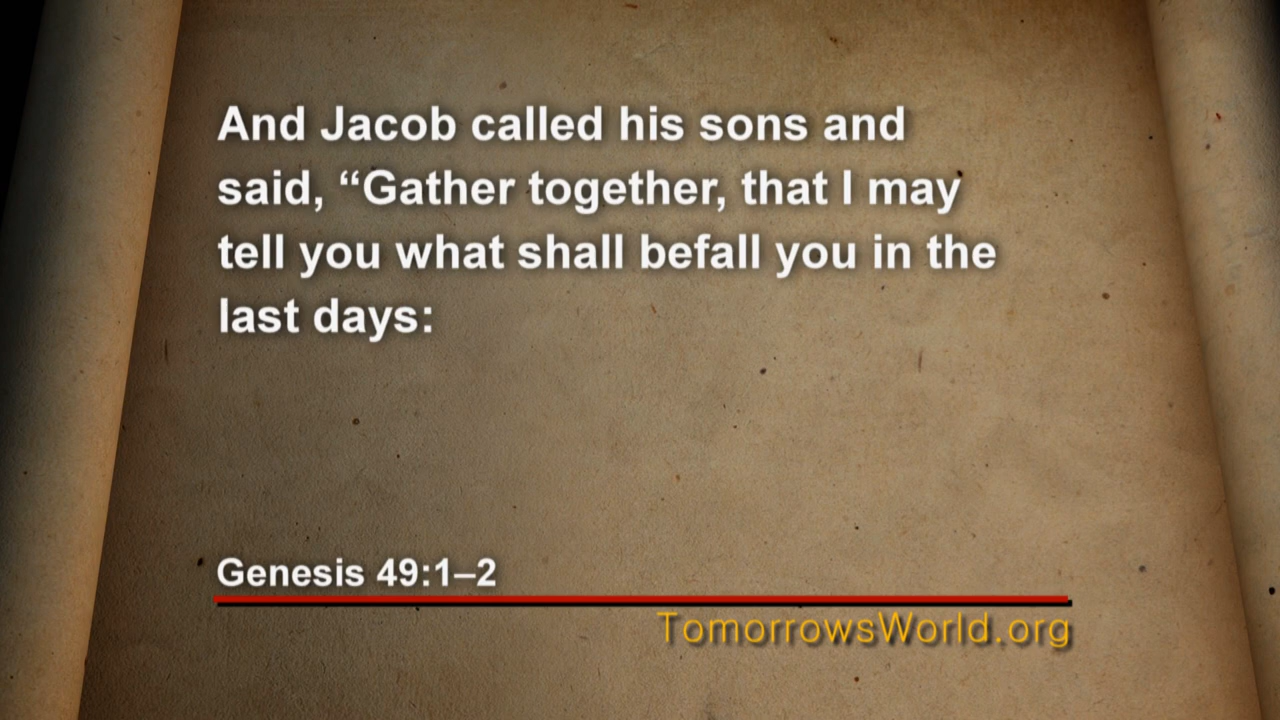 And Jacob called his sons and
said, “Gather together, that I may
tell you what shall befall you in the
last days:
Genesis 49:1–2
TomorrowsWorld.org